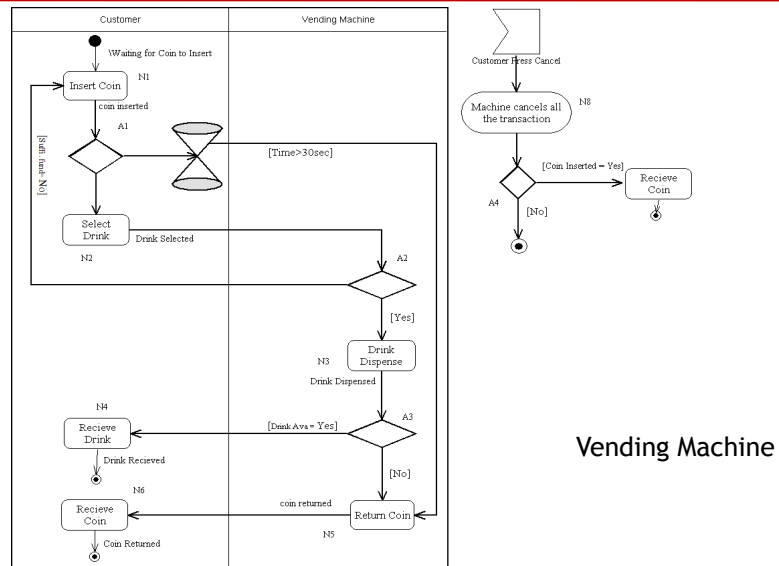 Customer
Vending Machine
\Waiting for Coin to Insert
Insert Coin
N1
coin inserted
A1
[Suffi. fund=No]
[Time>30sec]
Select
Drink
Drink Selected
N2
A2
[Yes]
Drink
Dispense
N3
Drink Dispensed
A3
N4
Recieve
Drink
[Drink Ava = Yes]
Drink Recieved
[No]
N6
Recieve
Coin
coin returned
Return Coin
N5
Coin Returned
Customer Press Cancel
Machine cancels all
the transaction
N8
[Coin Inserted = Yes]
Recieve
Coin
A4
[No]
Vending Machine